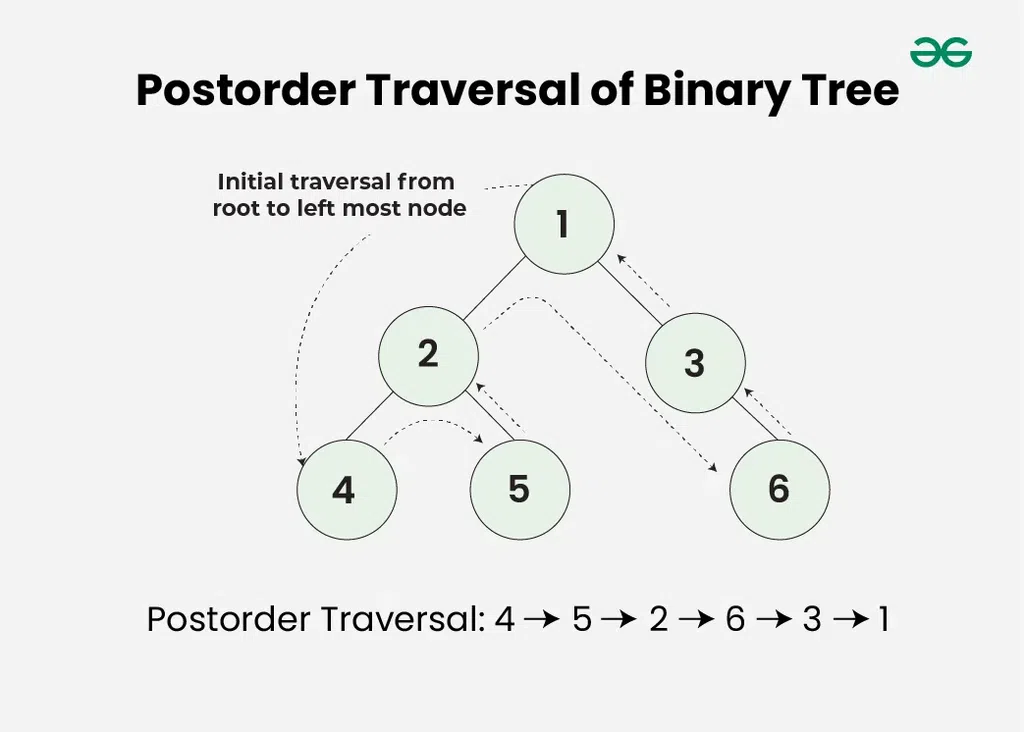 Postorder Traversal of Binary Tree
Initial traversal from
root to left most node
1
2
3
4
5
6
Postorder Traversal: 4 → 5 → 2 → 6 → 3 → 1